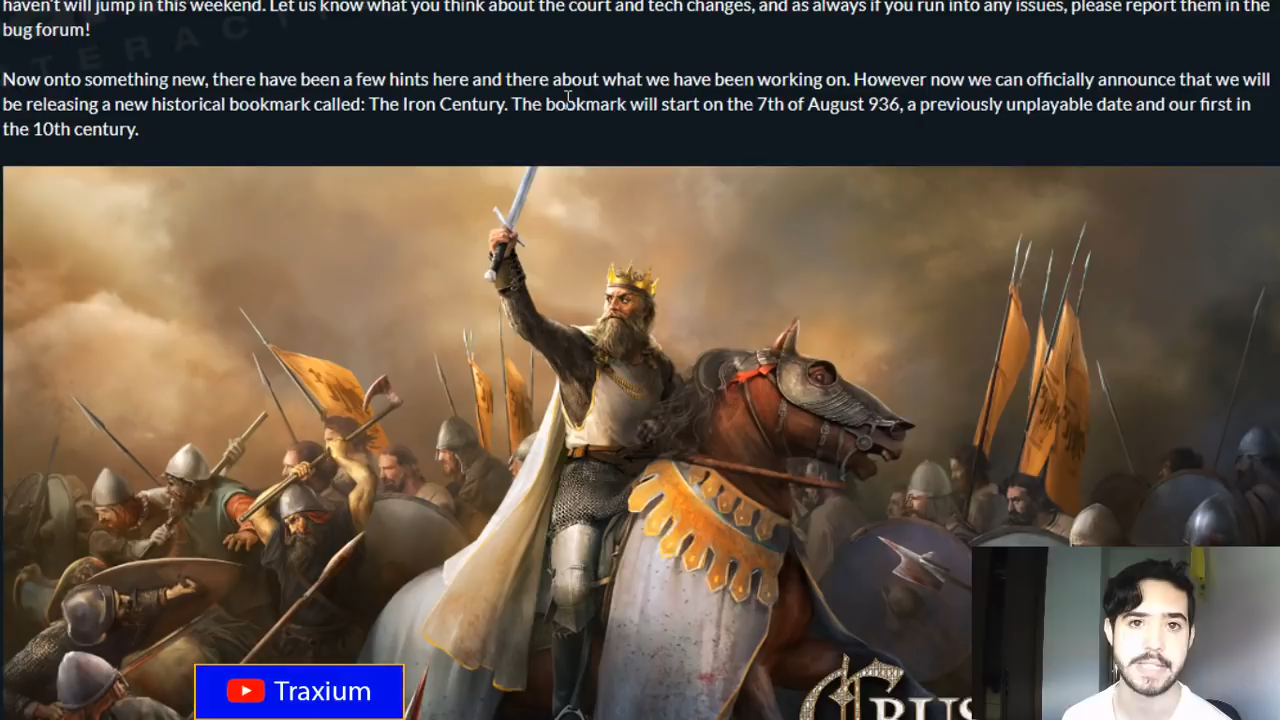 haven't will jump in this weekend. Let us know what you think about the court and tech changes, and as always if you run into any issues, please report them in the
bug forum!
Now onto something new, there have been a few hints here and there about what we have been working on. However now we can officially announce that we will
be releasing a new historical bookmark called: The Iron Century. The bookmark will start on the 7th of August 936, a previously unplayable date and our first in
the 10th century.
Traxium